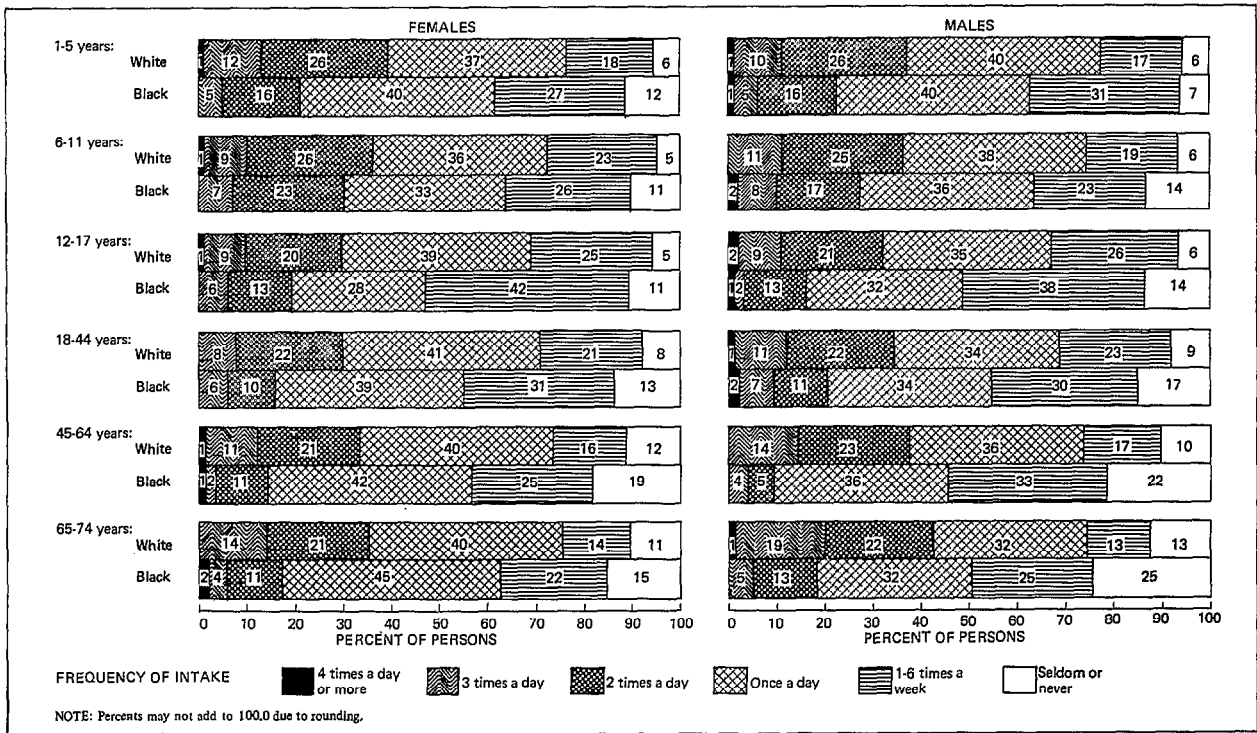 FEMALES MALES
1-5 years:
White 1 12 26 37 18 6 1 10 26 40 17 6
Black 5 16 40 27 12 1 5 16 40 31 7
6-11 years:
White 1 9 26 36 23 5 11 25 38 19 6
Black 7 23 33 26 11 2 8 17 36 23 14
12-17 years:
White 1 9 20 39 25 5 2 9 21 35 26 6
Black 6 13 28 42 11 1 2 13 32 38 14
18-44 years:
White 8 22 41 21 8 1 11 22 34 23 9
Black 6 10 39 31 13 2 7 11 34 30 17
45-64 years:
White 1 11 21 40 16 12 14 23 36 17 10
Black 1 2 11 42 25 19 4 5 36 33 22
65-74 years:
White 14 21 40 14 11 1 19 22 32 13 13
Black 2 4 11 45 22 15 5 13 32 25 25
0 10 20 30 40 50 60 70 80 90 100 0 10 20 30 40 50 60 70 80 90 100
PERCENT OF PERSONS PERCENT OF PERSONS
FREQUENCY OF INTAKE 4 times a day or more 3 times a day 2 times a day Once a day 1-6 times a week Seldom or never
NOTE: Percents may not add to 100.0 due to rounding.